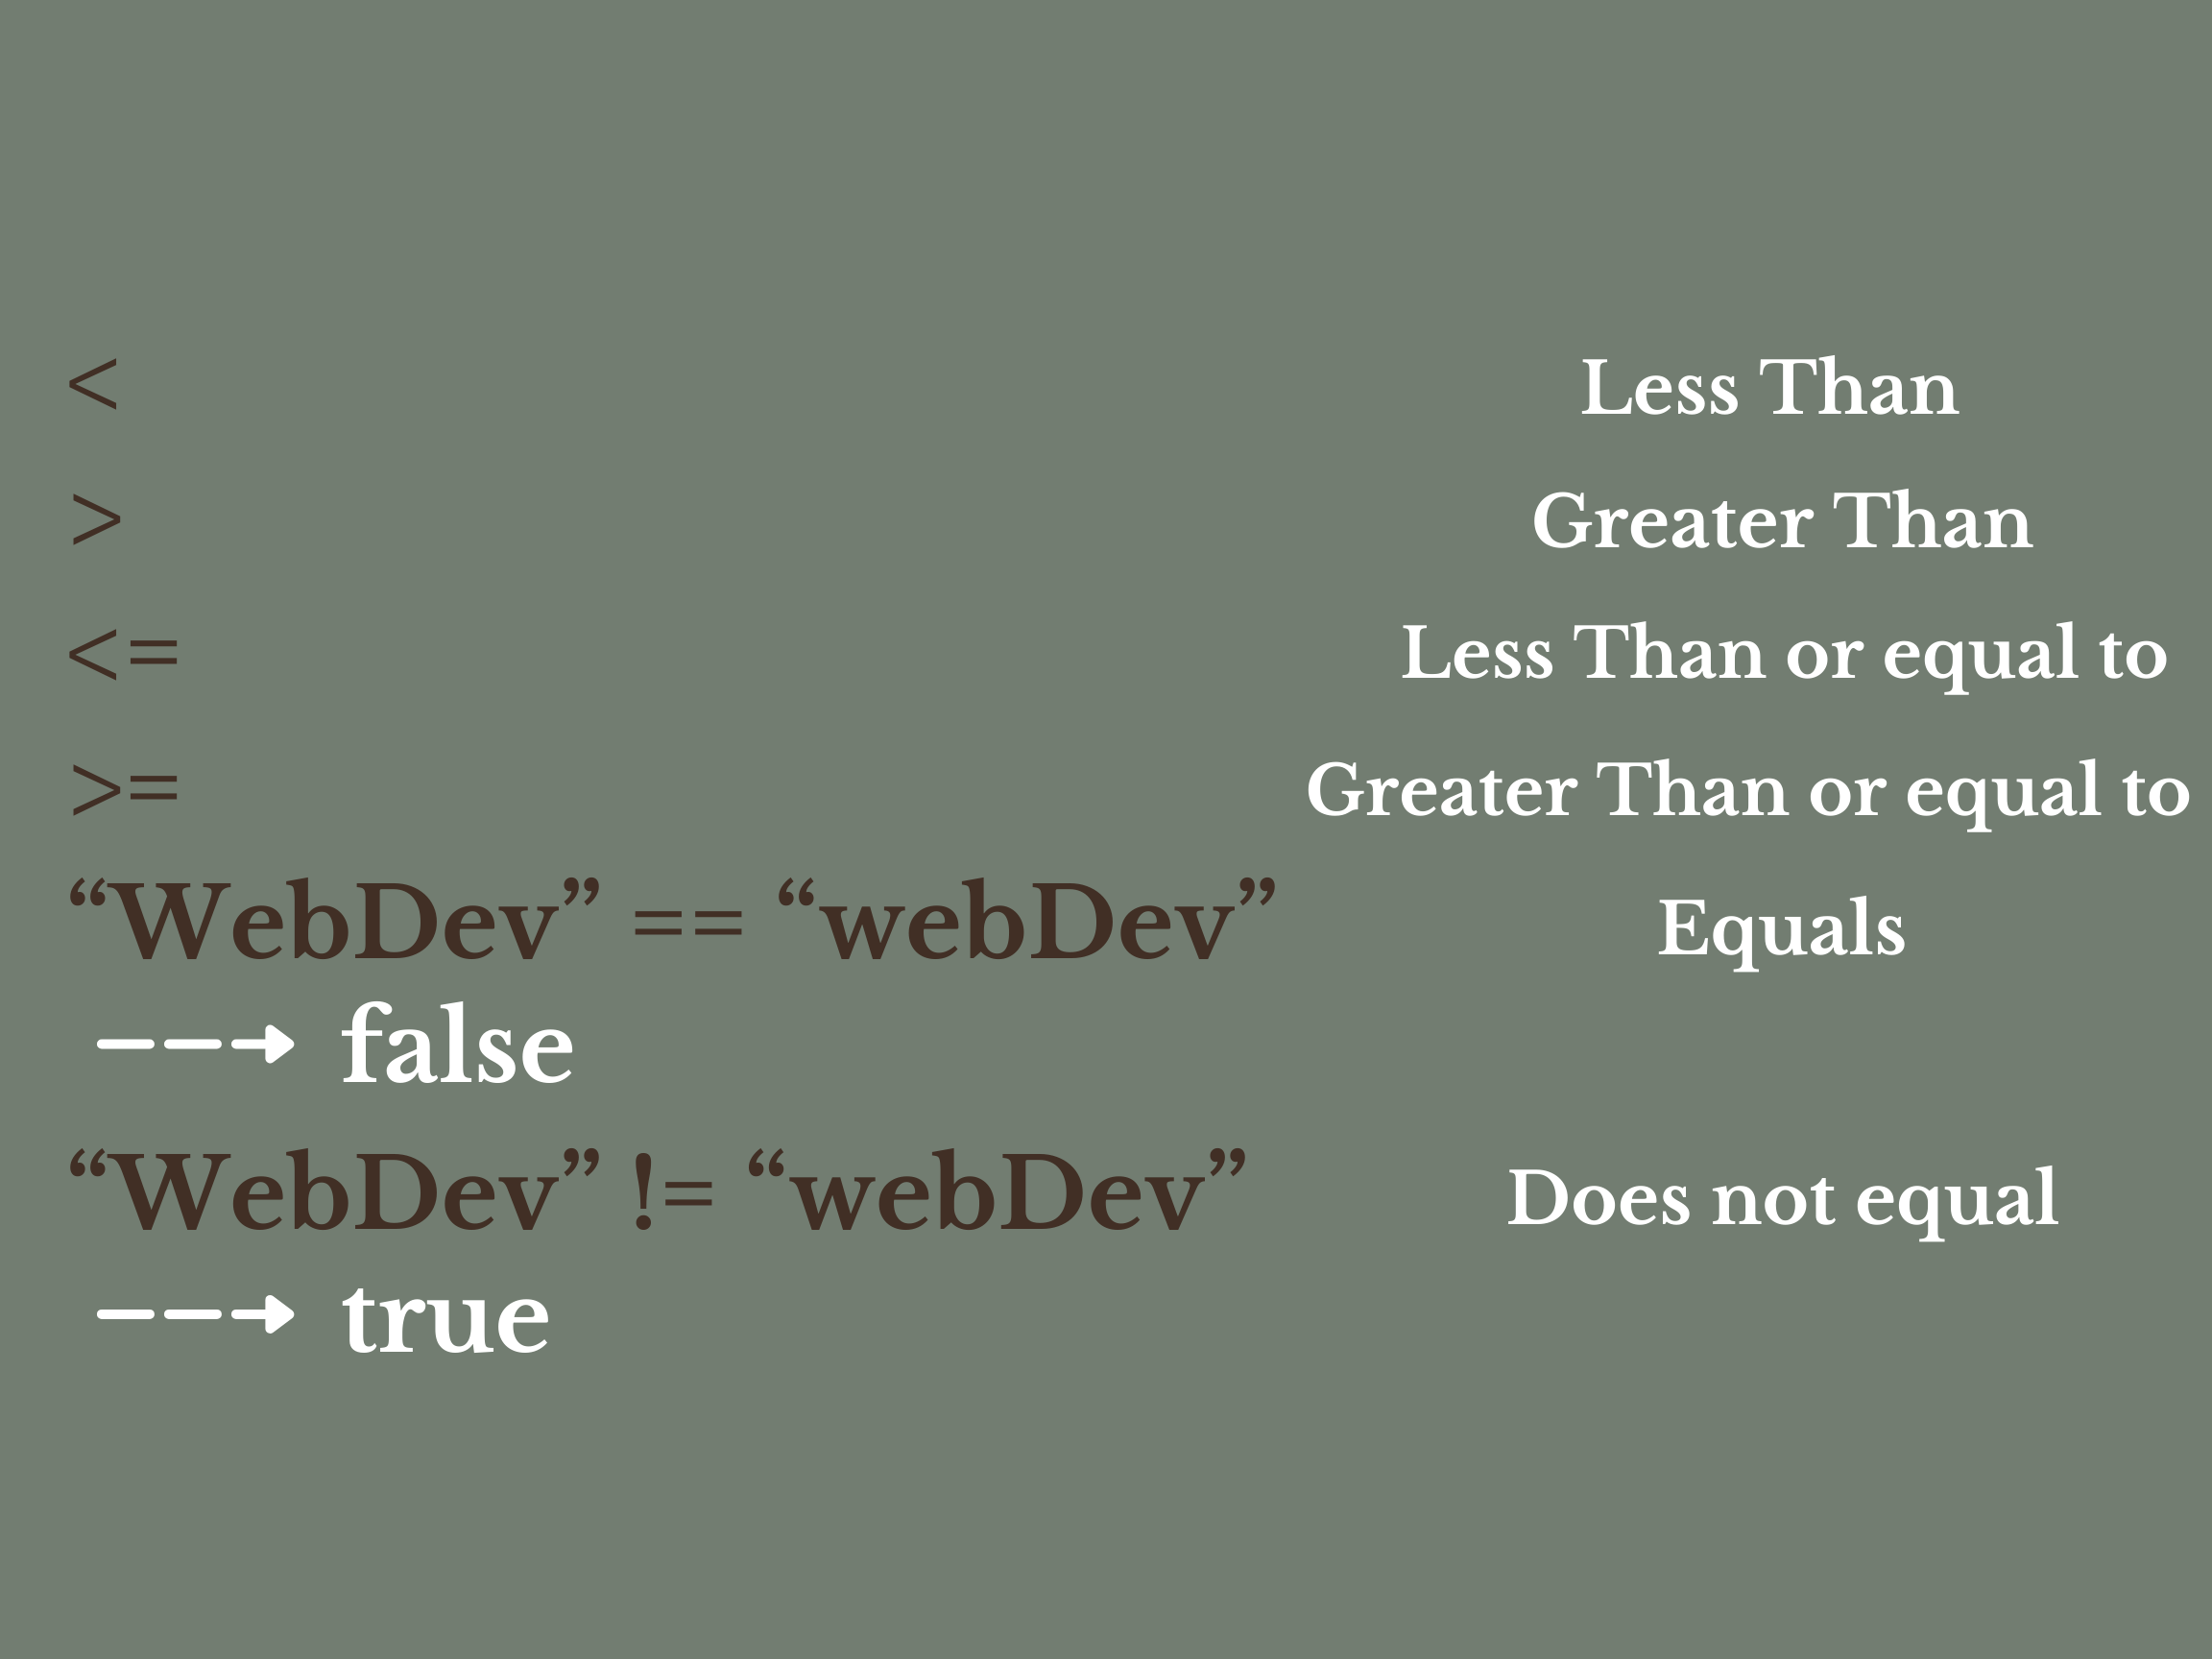 < Less Than
> Greater Than
<= Less Than or equal to
>= Greater Than or equal to
“WebDev” == “webDev” Equals
false
“WebDev” != “webDev” Does not equal
true